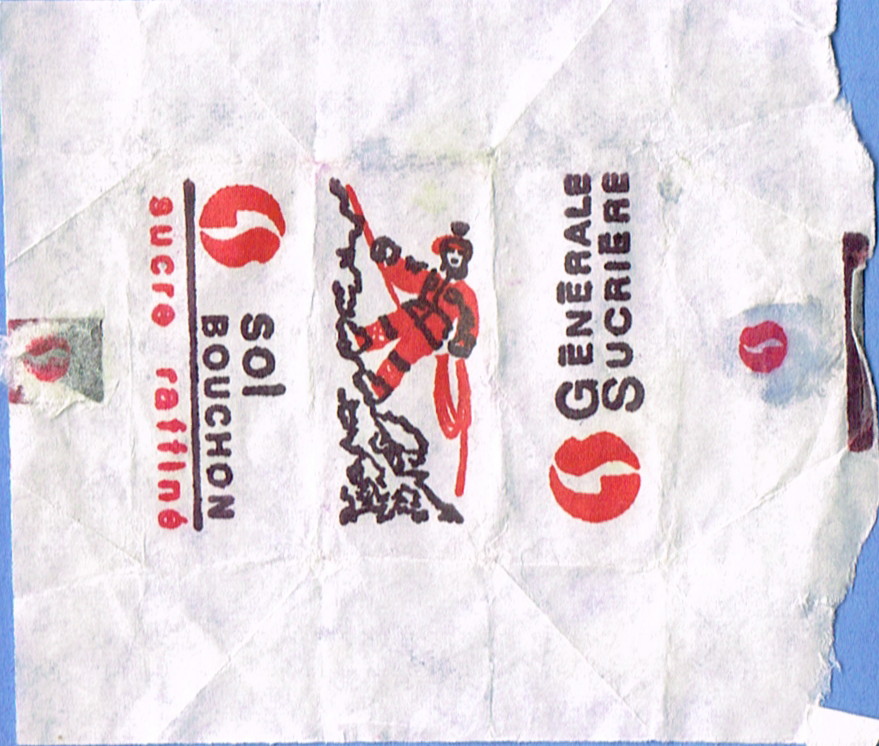 GÉNÉRALE
SUCRIÈRE
sol
BOUCHON
sucre raffiné